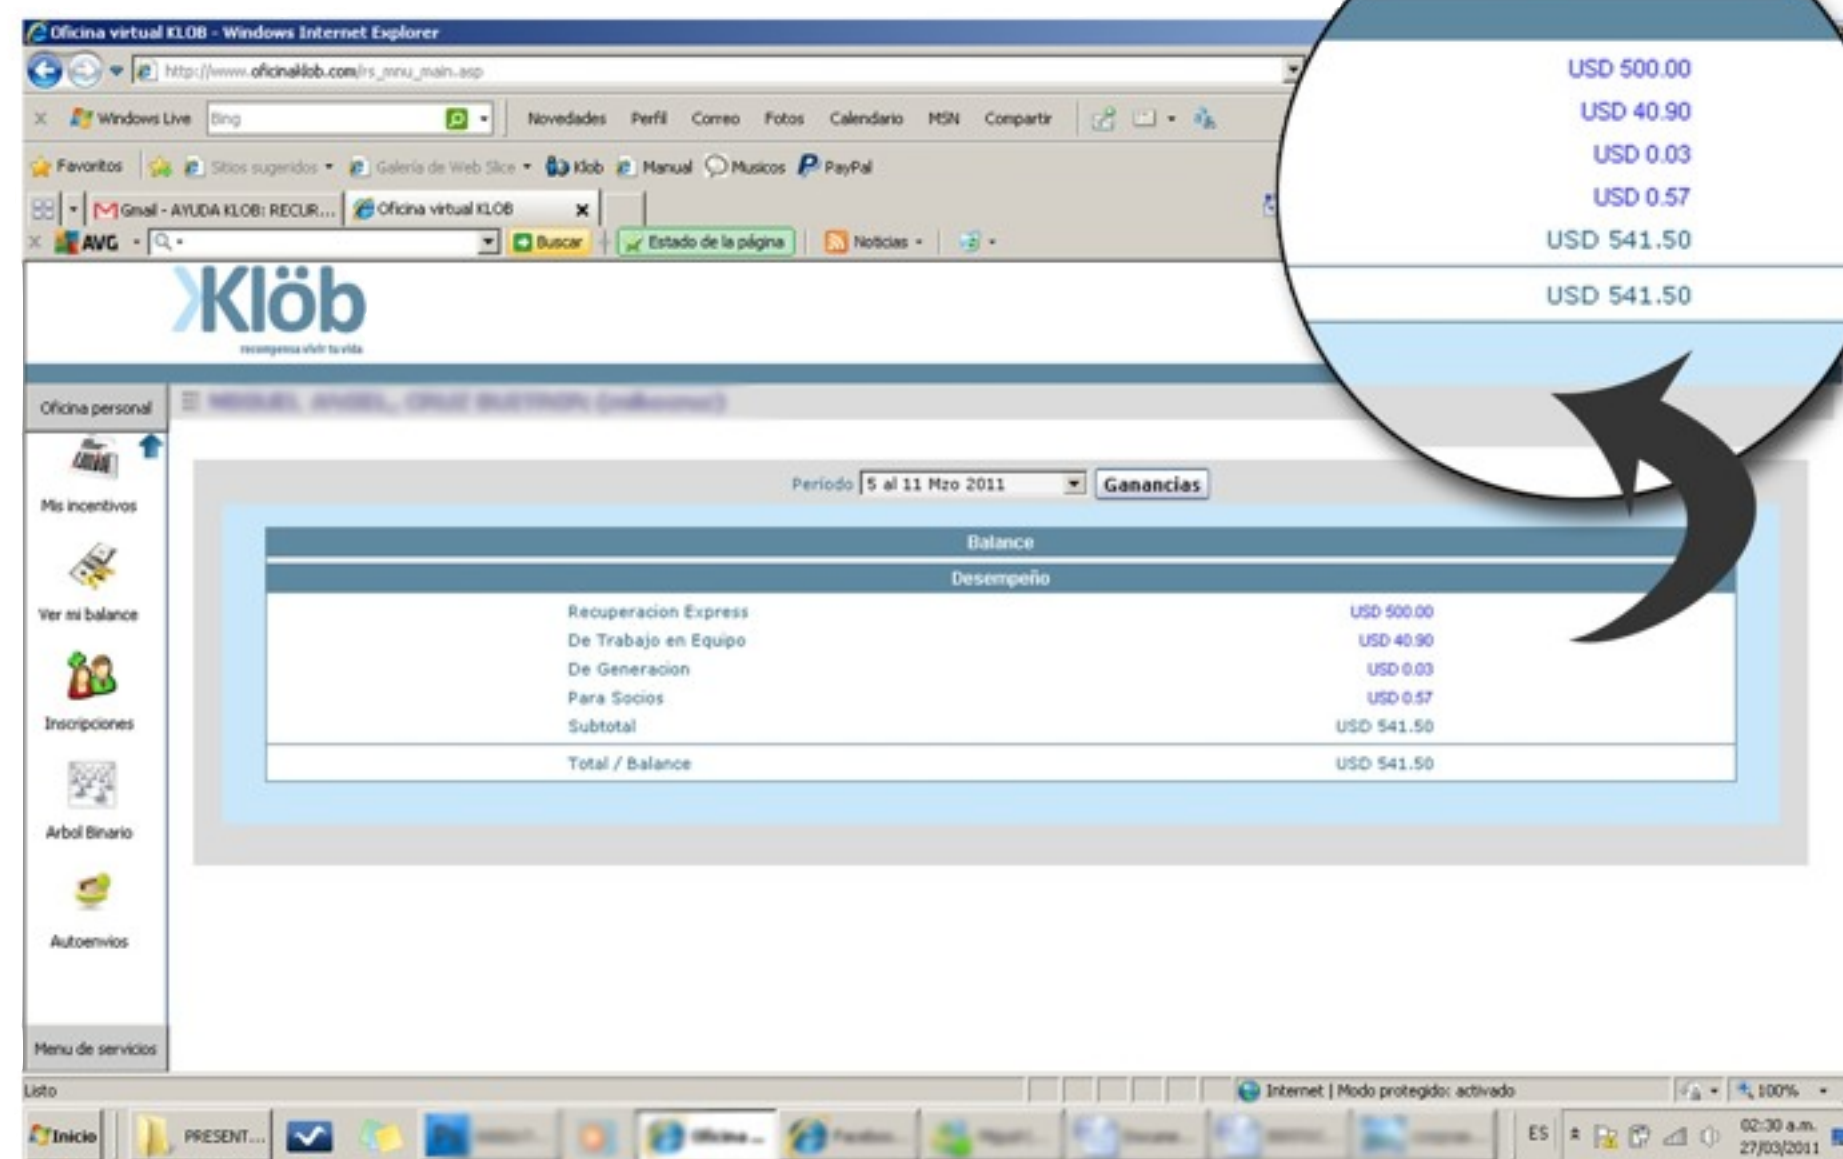 Oficina virtual KLOB - Windows Internet Explorer
http://www.oficinaklob.com/rs_mnu_main.asp
Windows Live Bing Novedades Perfil Correo Fotos Calendario MSN Compartir
Favoritos Sitios sugeridos Galería de Web Slice Klob Manual Musicos PayPal
Gmail - AYUDA KLOB: RECUR... Oficina virtual KLOB
AVG Buscar Estado de la página Noticias
USD 500.00
USD 40.90
USD 0.03
USD 0.57
USD 541.50
USD 541.50
Klöb
recompensa vivir tu vida
Oficina personal
Mis incentivos
Ver mi balance
Inscripciones
Arbol Binario
Autoenvios
Menu de servicios
Periodo 5 al 11 Mzo 2011 Ganancias
Balance
Desempeño
Recuperacion Express USD 500.00
De Trabajo en Equipo USD 40.90
De Generacion USD 0.03
Para Socios USD 0.57
Subtotal USD 541.50
Total / Balance USD 541.50
Listo Internet | Modo protegido: activado 100%
Inicio PRESENT... Oficina ... ES 02:30 a.m.
27/03/2011